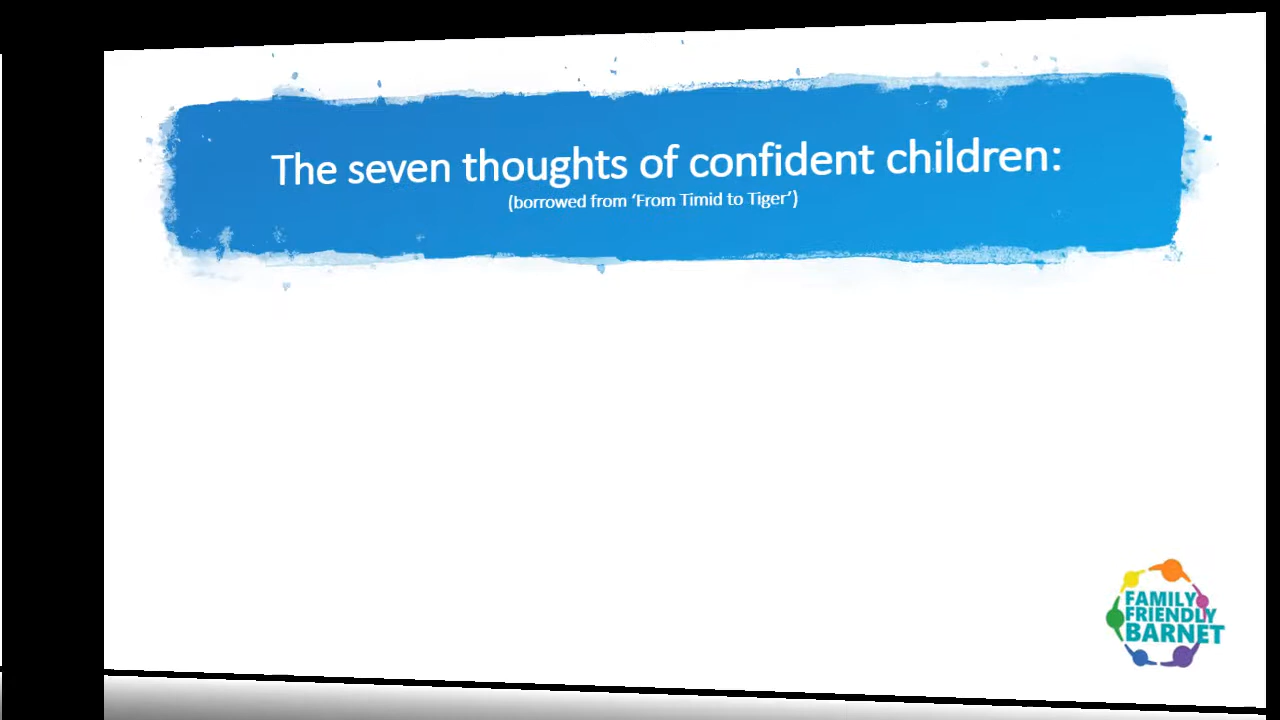 The seven thoughts of confident children:
(borrowed from ‘From Timid to Tiger’)
FAMILY
FRIENDLY
BARNET